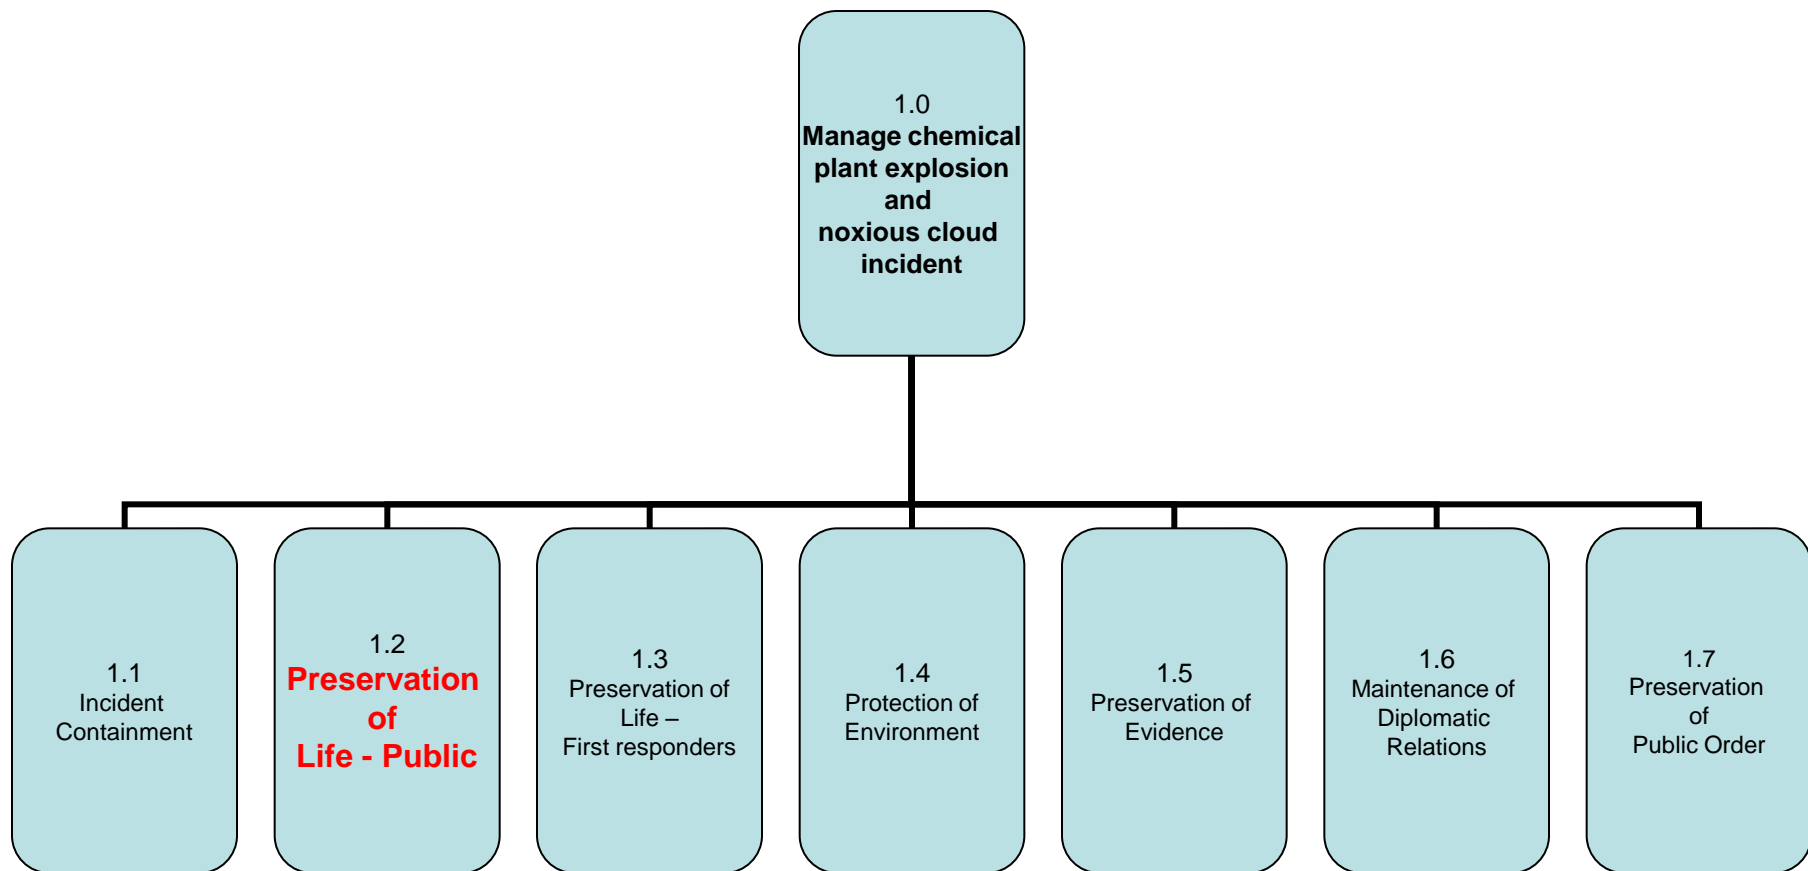 1.0
Manage chemical
plant explosion
and
noxious cloud
incident
1.1
Incident
Containment
1.2
Preservation
of
Life - Public
1.3
Preservation of
Life –
First responders
1.4
Protection of
Environment
1.5
Preservation of
Evidence
1.6
Maintenance of
Diplomatic
Relations
1.7
Preservation
of
Public Order